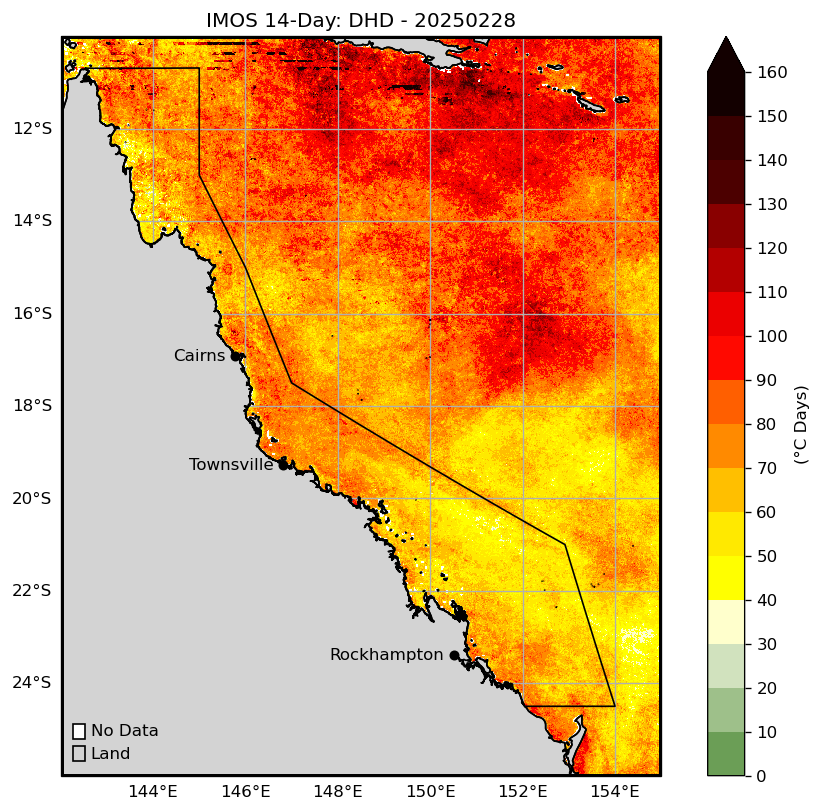 IMOS 14-Day: DHD - 20250228
12°S
14°S
16°S
18°S
20°S
22°S
24°S
Cairns
Townsville
Rockhampton
No Data
Land
144°E 146°E 148°E 150°E 152°E 154°E
160
150
140
130
120
110
100
90
80
70
60
50
40
30
20
10
0
(°C Days)